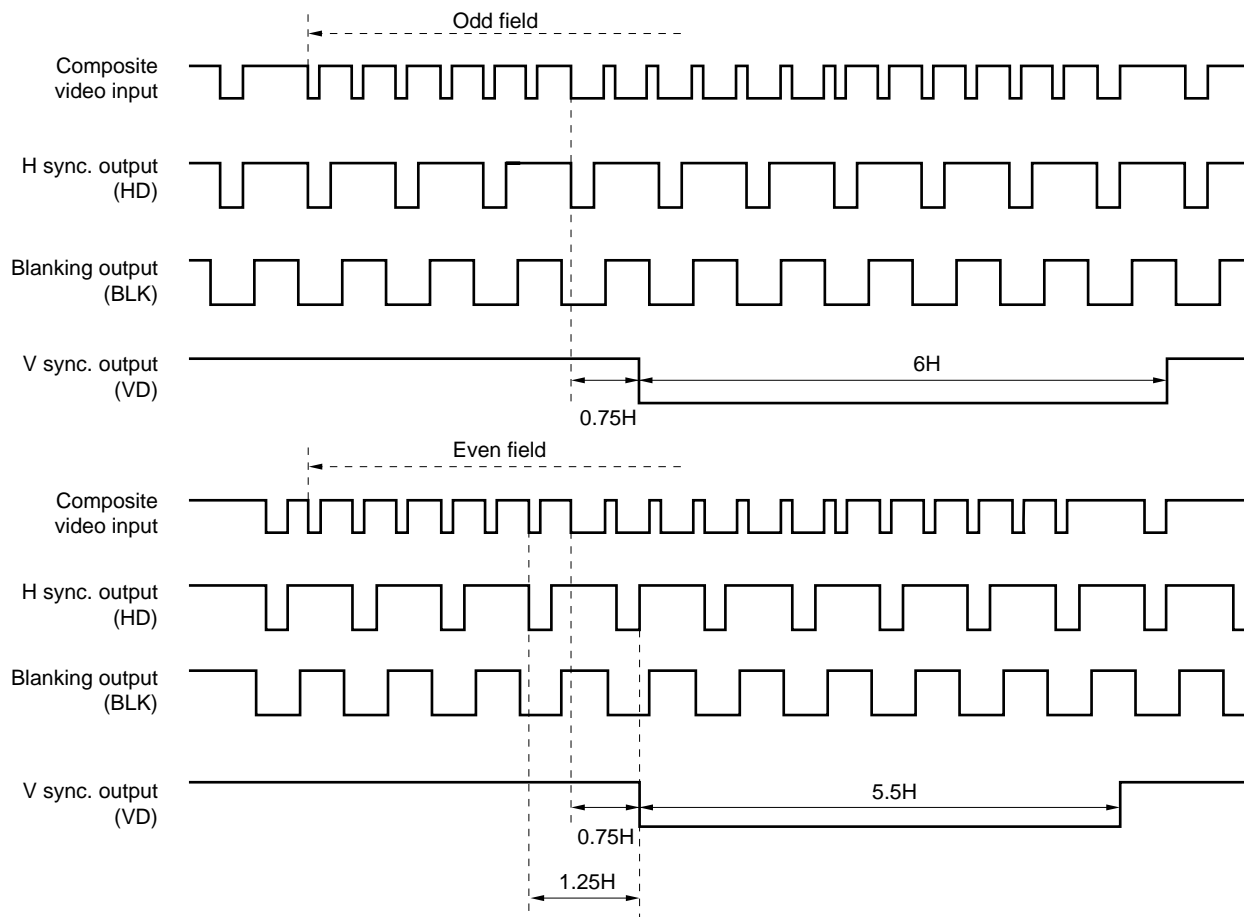 Odd field
Composite
video input
H sync. output
(HD)
Blanking output
(BLK)
V sync. output
(VD)
6H
0.75H
Even field
Composite
video input
H sync. output
(HD)
Blanking output
(BLK)
V sync. output
(VD)
5.5H
0.75H
1.25H